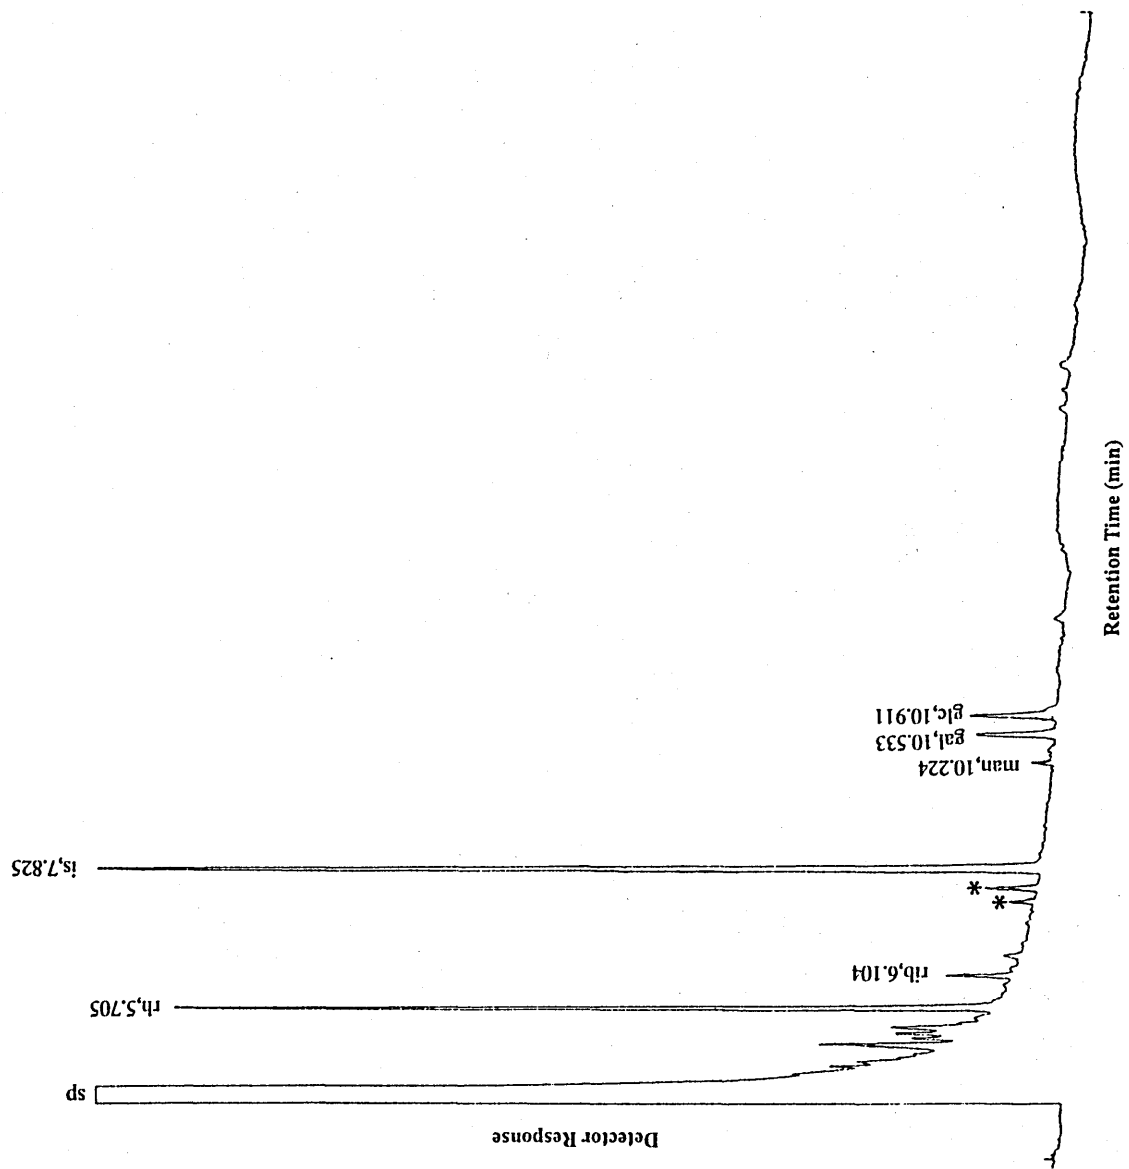 Detector Response
sp
rh,5.705
rib,6.104
*
*
is,7.825
man,10.224
gal,10.533
glc,10.911
Retention Time (min)